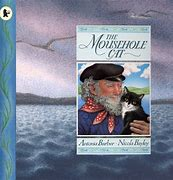 THE
MOUSEHOLE
CAT
Antonia Barber Nicola Bayley